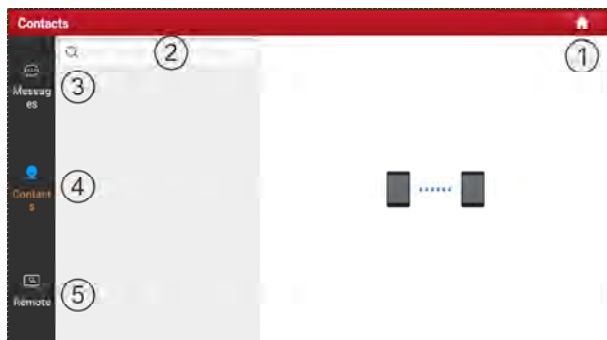 Contacts
①
②
③
Messag
es
④
Contact
s
⑤
Remote